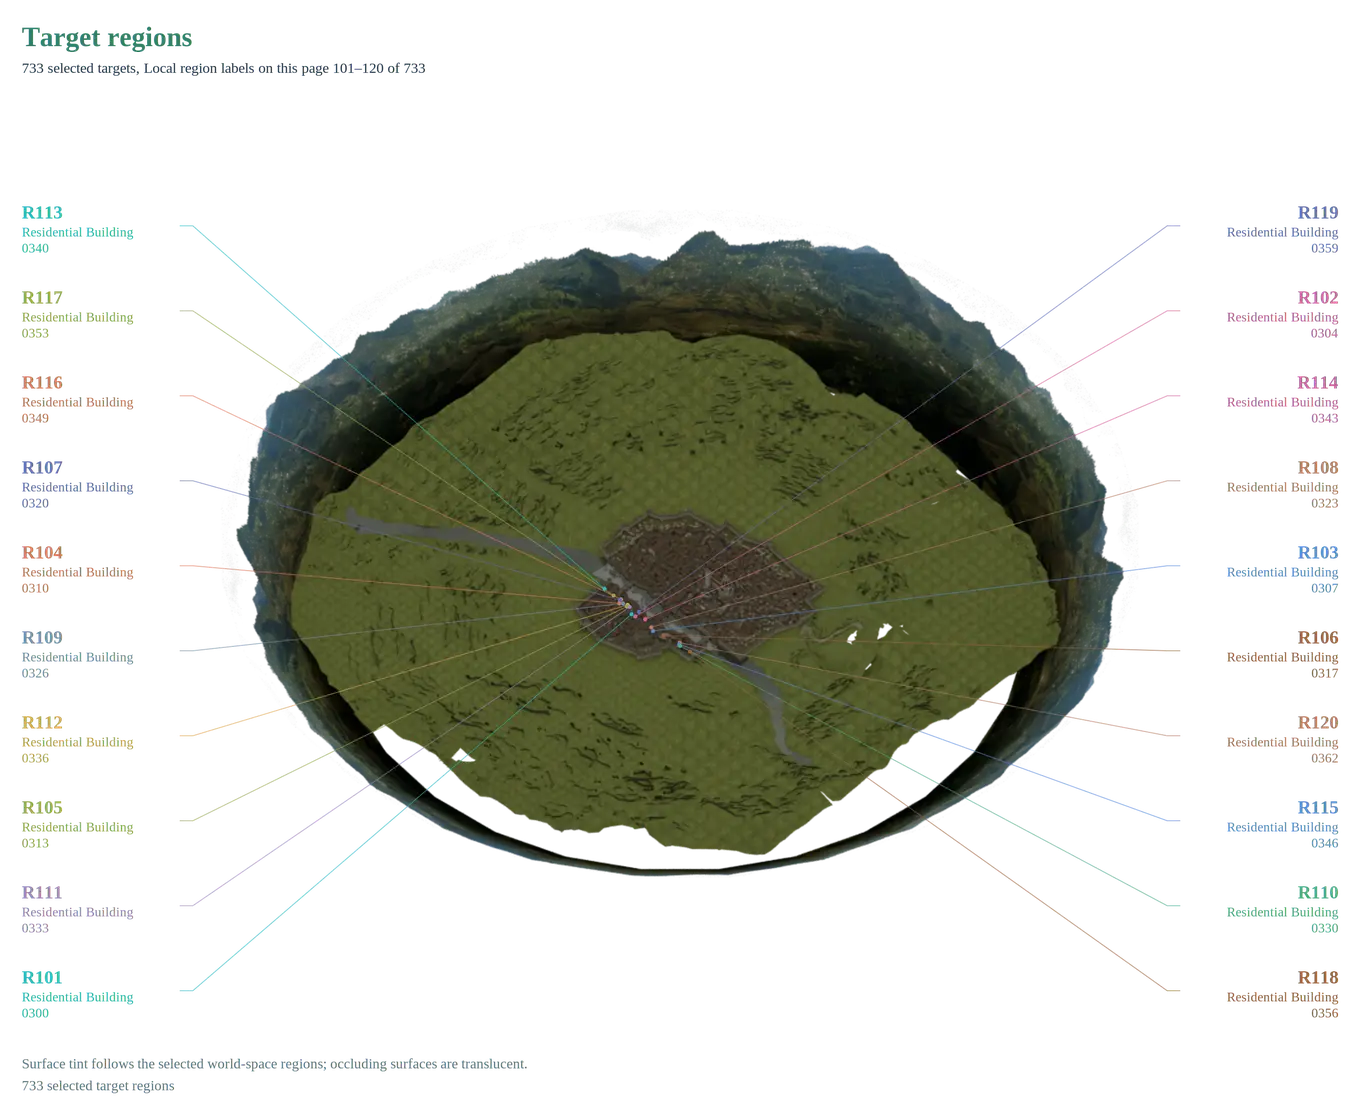 Target regions
733 selected targets, Local region labels on this page 101–120 of 733
R113
Residential Building
0340
R117
Residential Building
0353
R116
Residential Building
0349
R107
Residential Building
0320
R104
Residential Building
0310
R109
Residential Building
0326
R112
Residential Building
0336
R105
Residential Building
0313
R111
Residential Building
0333
R101
Residential Building
0300
R119
Residential Building
0359
R102
Residential Building
0304
R114
Residential Building
0343
R108
Residential Building
0323
R103
Residential Building
0307
R106
Residential Building
0317
R120
Residential Building
0362
R115
Residential Building
0346
R110
Residential Building
0330
R118
Residential Building
0356
Surface tint follows the selected world-space regions; occluding surfaces are translucent.
733 selected target regions